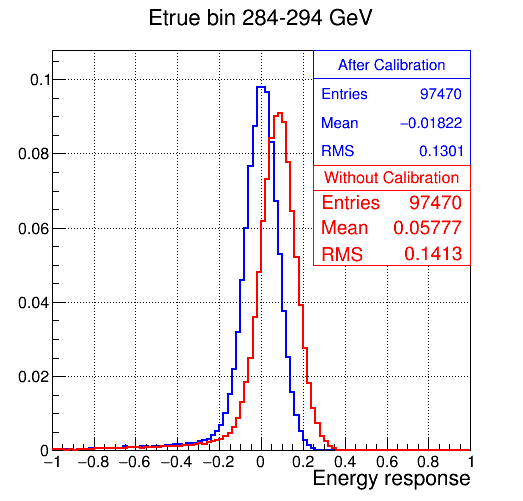 Etrue bin 284-294 GeV
After Calibration
Entries 97470
Mean −0.01822
RMS 0.1301
Without Calibration
Entries 97470
Mean 0.05777
RMS 0.1413
0.1
0.08
0.06
0.04
0.02
0
−1 −0.8 −0.6 −0.4 −0.2 0 0.2 0.4 0.6 0.8 1
Energy response